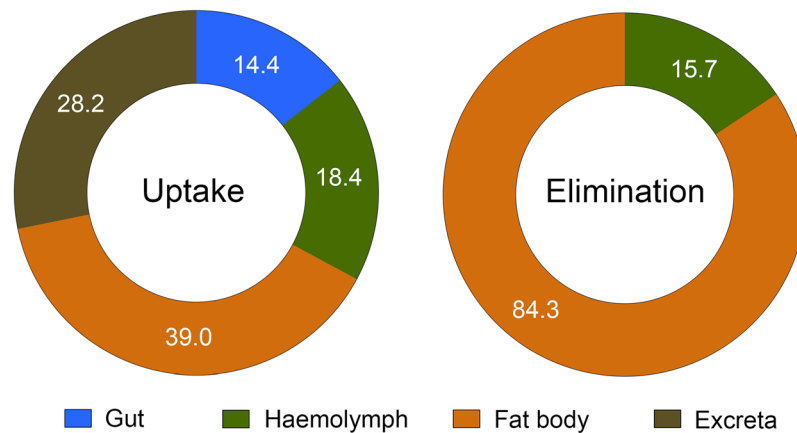 14.4
15.7
28.2
18.4
Uptake
Elimination
84.3
39.0
Gut
Haemolymph
Fat body
Excreta